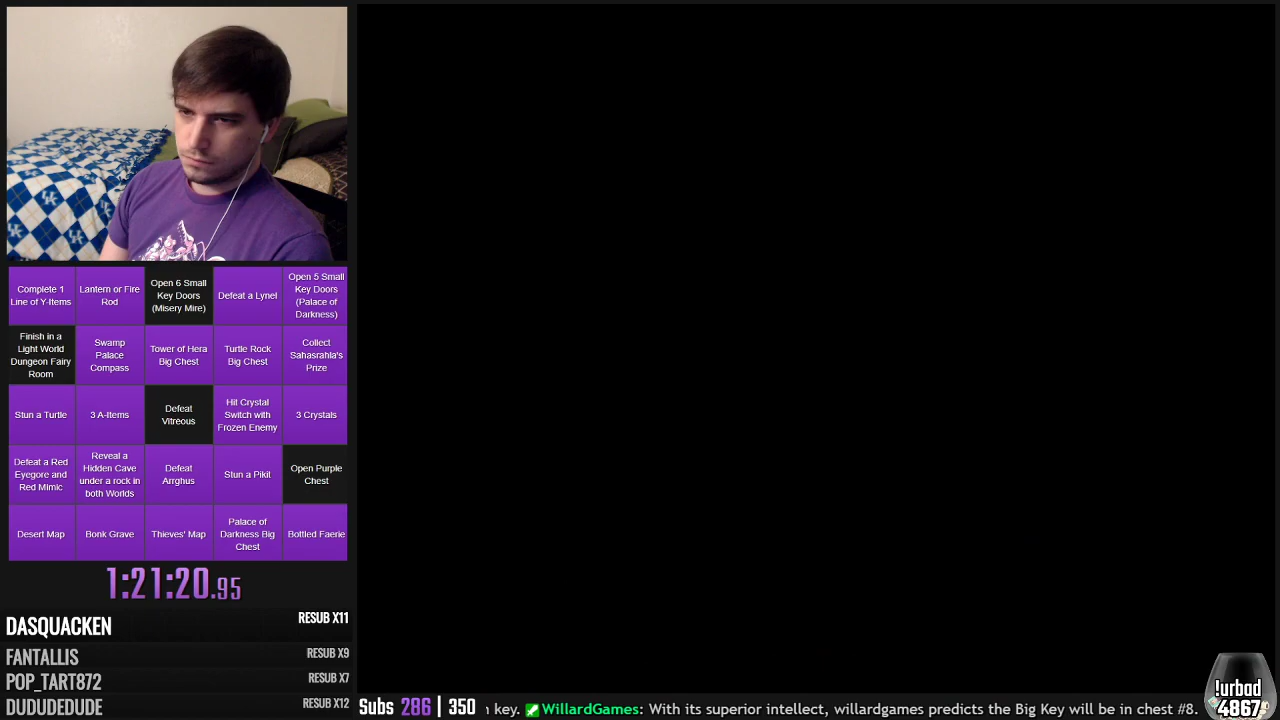 Complete 1
Line of Y-Items
Lantern or Fire
Rod
Open 6 Small
Key Doors
(Misery Mire)
Defeat a Lynel
Open 5 Small
Key Doors
(Palace of
Darkness)
Finish in a
Light World
Dungeon Fairy
Room
Swamp
Palace
Compass
Tower of Hera
Big Chest
Turtle Rock
Big Chest
Collect
Sahasrahla's
Prize
Stun a Turtle
3 A-Items
Defeat
Vitreous
Hit Crystal
Switch with
Frozen Enemy
3 Crystals
Defeat a Red
Eyegore and
Red Mimic
Reveal a
Hidden Cave
under a rock in
both Worlds
Defeat
Arrghus
Stun a Pikit
Open Purple
Chest
Desert Map
Bonk Grave
Thieves' Map
Palace of
Darkness Big
Chest
Bottled Faerie
1:21:20.95
DASQUACKEN RESUB X11
FANTALLIS RESUB X9
POP_TART872 RESUB X7
DUDUDEDUDE RESUB X12
Subs 286 | 350
key. WillardGames: With its superior intellect, willardgames predicts the Big Key will be in chest #8.
!urbad
4867